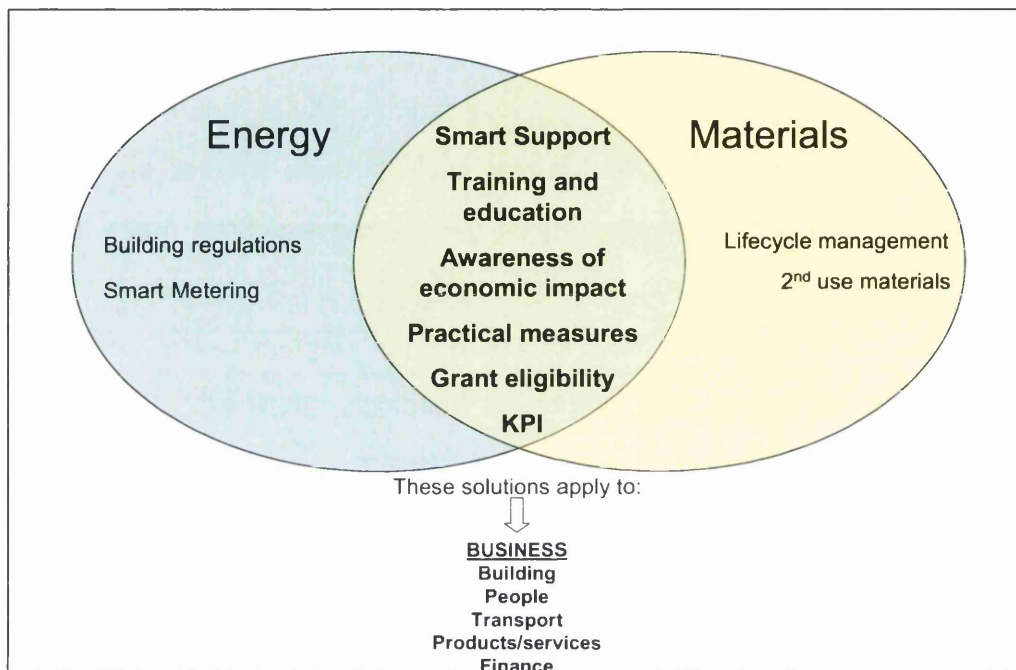 Energy
Building regulations
Smart Metering
Smart Support
Training and
education
Awareness of
economic impact
Practical measures
Grant eligibility
KPI
Materials
Lifecycle management
2nd use materials
These solutions apply to:
BUSINESS
Building
People
Transport
Products/services
Finance